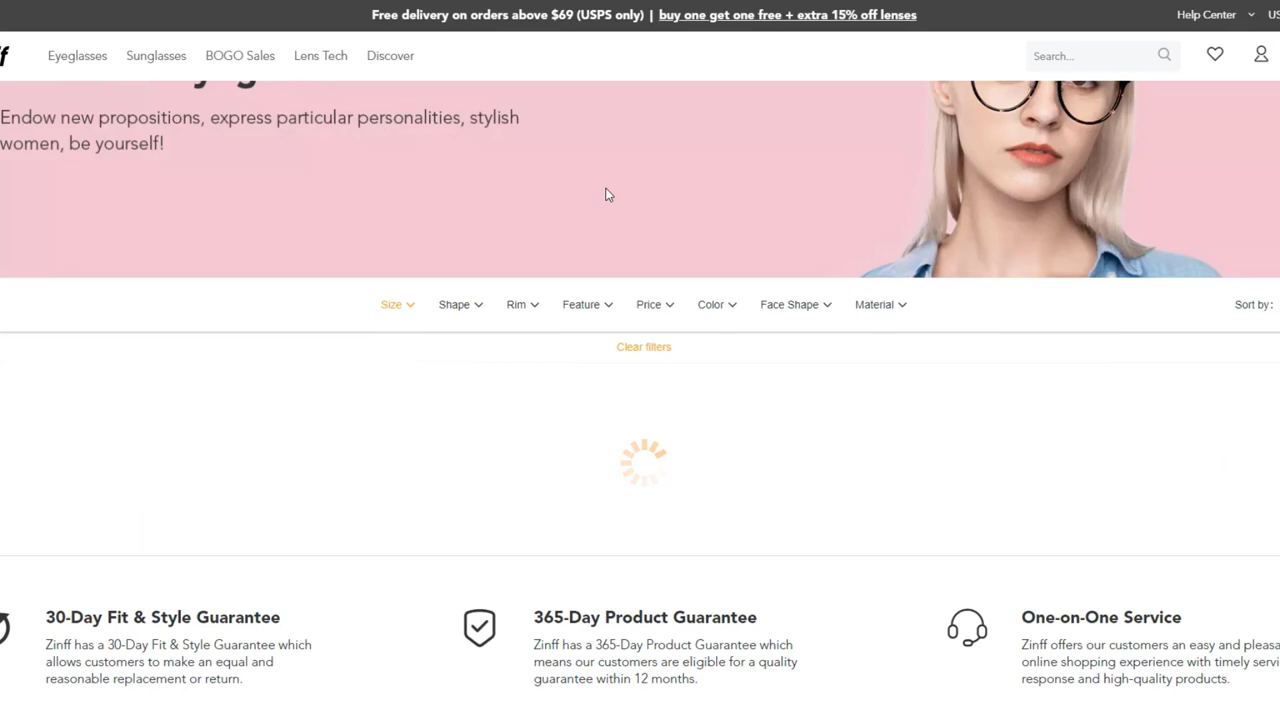 Free delivery on orders above $69 (USPS only) | buy one get one free + extra 15% off lenses
Help Center
US
Eyeglasses Sunglasses BOGO Sales Lens Tech Discover
Search...
Endow new propositions, express particular personalities, stylish
women, be yourself!
Size Shape Rim Feature Price Color Face Shape Material
Sort by:
Clear filters
30-Day Fit & Style Guarantee
Zinff has a 30-Day Fit & Style Guarantee which
allows customers to make an equal and
reasonable replacement or return.
365-Day Product Guarantee
Zinff has a 365-Day Product Guarantee which
means our customers are eligible for a quality
guarantee within 12 months.
One-on-One Service
Zinff offers our customers an easy and pleasa
online shopping experience with timely servi
response and high-quality products.